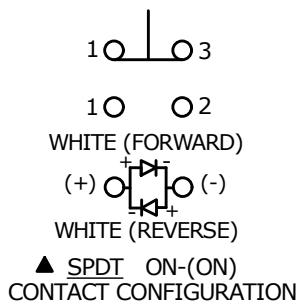 1 3
1 2
WHITE (FORWARD)
+ -
(+) (-)
- +
WHITE (REVERSE)
▲ SPDT ON-(ON)
CONTACT CONFIGURATION